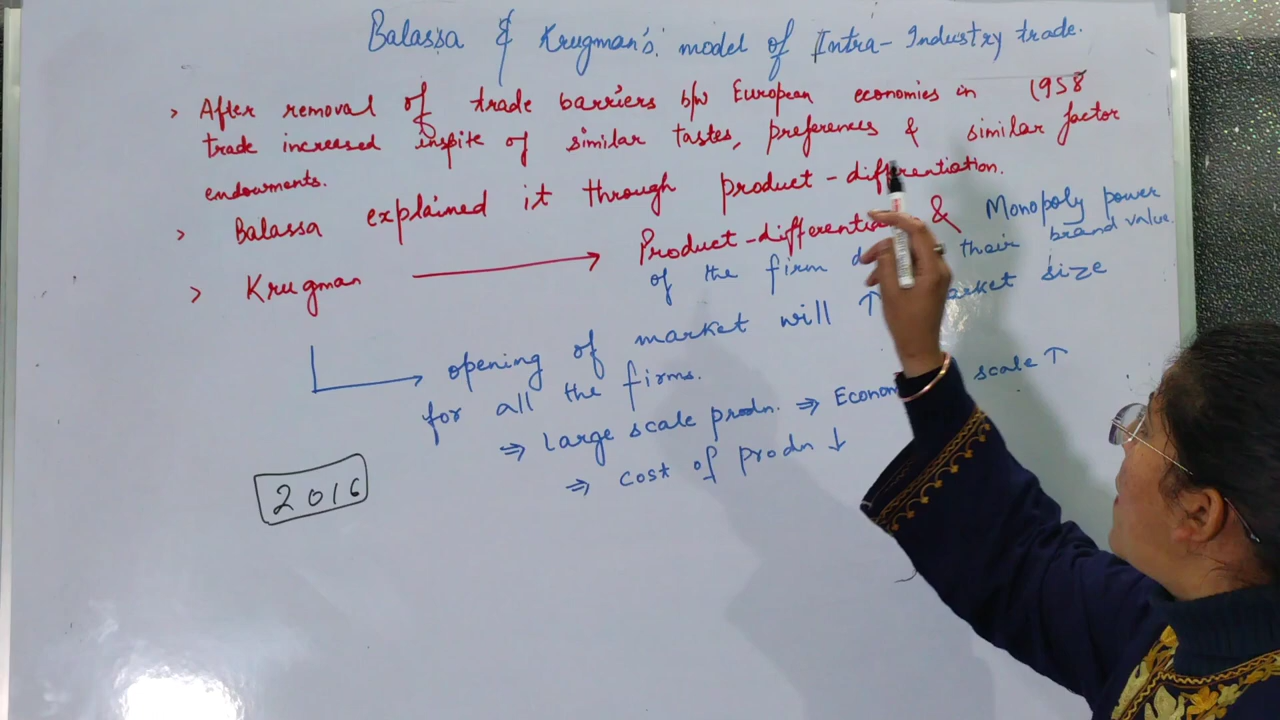 Balassa & Krugman's model of Intra-Industry trade.
> After removal of trade barriers b/w European economies in 1958
trade increased inspite of similar tastes, preferences & similar factor
endowments.
> Balassa explained it through product-differentiation.
> Krugman → Product-differentia & Monopoly power
of the firm their brand value.
↳ opening of market will ↑ market size
for all the firms.
⇒ large scale prodn. ⇒ Econom scale ↑
⇒ cost of prodn ↓
2016